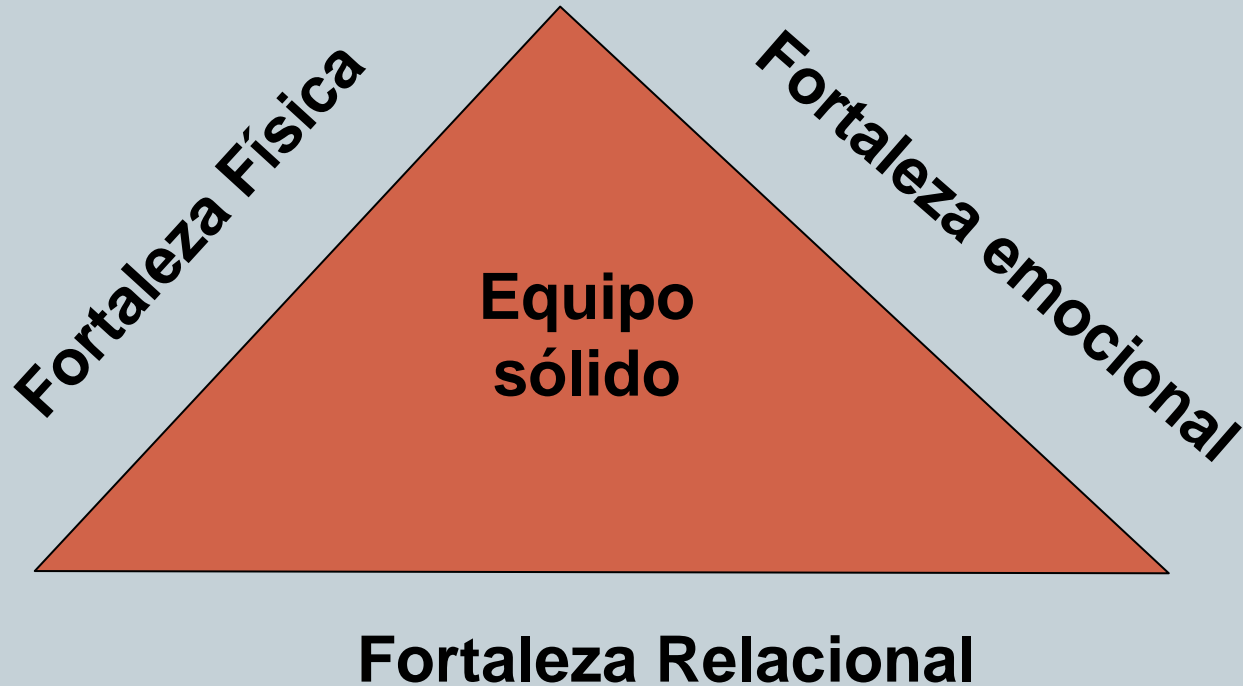 Fortaleza Física
Fortaleza emocional
Equipo
sólido
Fortaleza Relacional